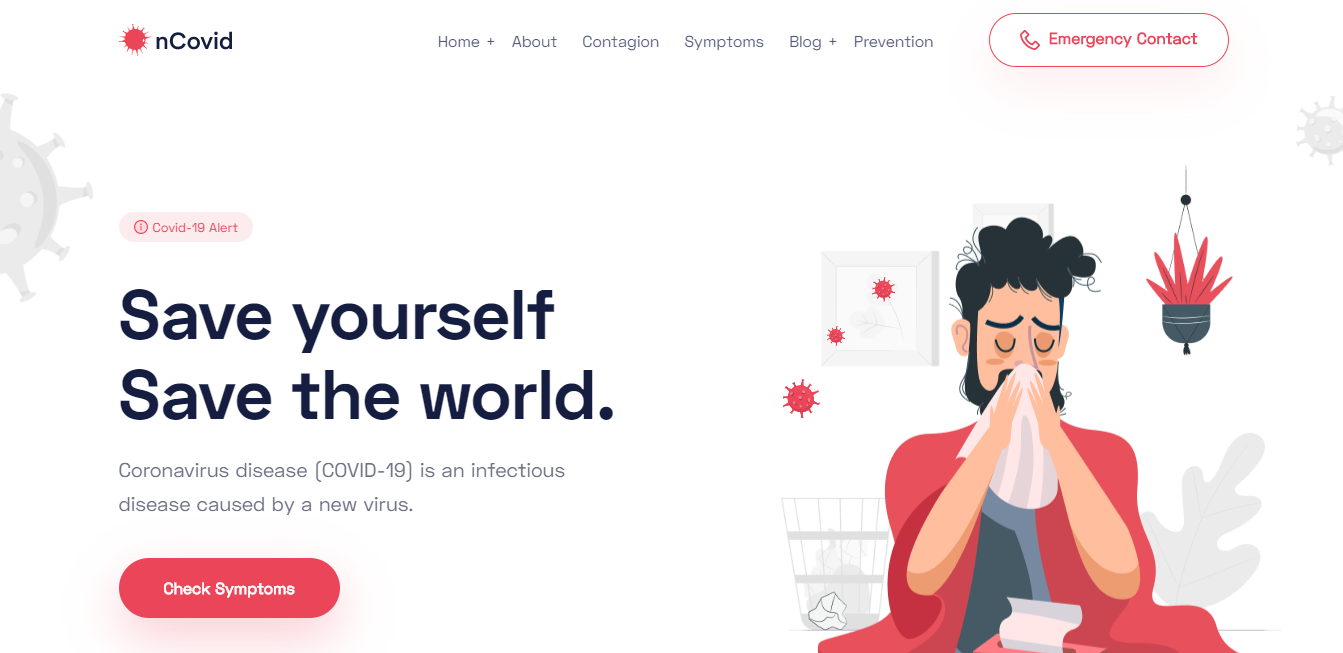 nCovid
Home + About Contagion Symptoms Blog + Prevention
Emergency Contact
Covid-19 Alert
Save yourself
Save the world.
Coronavirus disease (COVID-19) is an infectious
disease caused by a new virus.
Check Symptoms